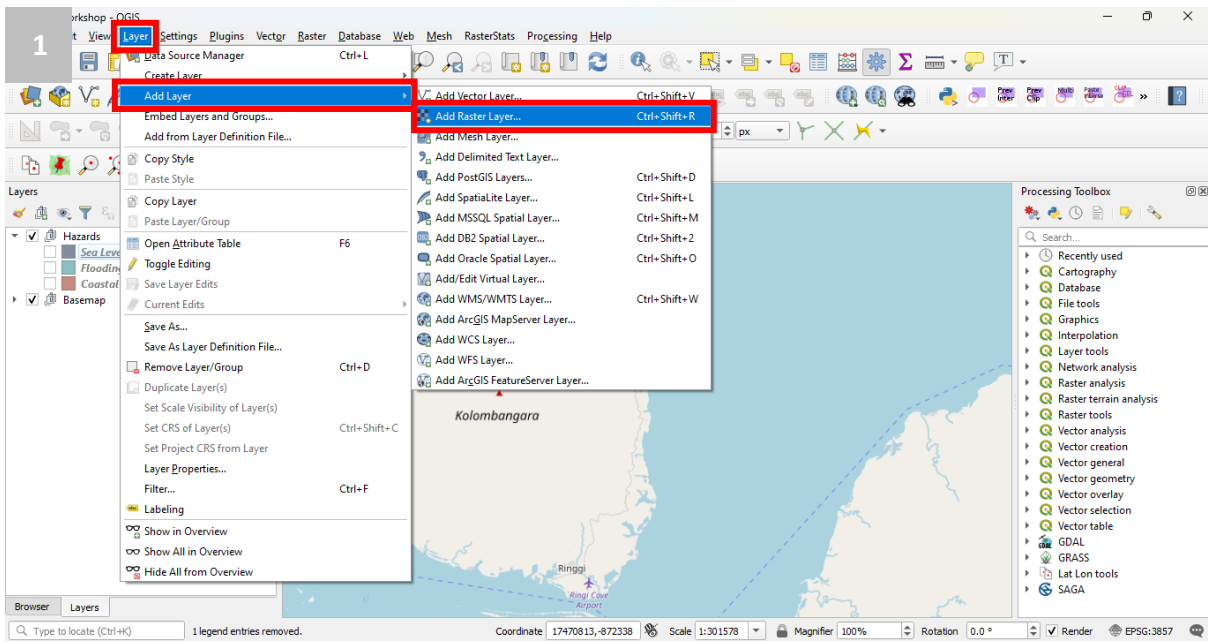 1
orkshop - QGIS
t View Layer Settings Plugins Vector Raster Database Web Mesh RasterStats Processing Help
Data Source Manager Ctrl+L
Create Layer
Add Layer
Embed Layers and Groups...
Add from Layer Definition File...
Copy Style
Paste Style
Copy Layer
Paste Layer/Group
Open Attribute Table F6
Toggle Editing
Save Layer Edits
Current Edits
Save As...
Save As Layer Definition File...
Remove Layer/Group Ctrl+D
Duplicate Layer(s)
Set Scale Visibility of Layer(s)
Set CRS of Layer(s) Ctrl+Shift+C
Set Project CRS from Layer
Layer Properties...
Filter... Ctrl+F
Labeling
Show in Overview
Show All in Overview
Hide All from Overview
Add Vector Layer... Ctrl+Shift+V
Add Raster Layer... Ctrl+Shift+R
Add Mesh Layer...
Add Delimited Text Layer...
Add PostGIS Layers... Ctrl+Shift+D
Add SpatiaLite Layer... Ctrl+Shift+L
Add MSSQL Spatial Layer... Ctrl+Shift+M
Add DB2 Spatial Layer... Ctrl+Shift+2
Add Oracle Spatial Layer... Ctrl+Shift+O
Add/Edit Virtual Layer...
Add WMS/WMTS Layer... Ctrl+Shift+W
Add ArcGIS MapServer Layer...
Add WCS Layer...
Add WFS Layer...
Add ArcGIS FeatureServer Layer...
px
Layers
Hazards
Sea Leve
Floodin
Coastal
Basemap
Kolombangara
Ringgi
Ringi Cove
Airport
Processing Toolbox
Search...
Recently used
Cartography
Database
File tools
Graphics
Interpolation
Layer tools
Network analysis
Raster analysis
Raster terrain analysis
Raster tools
Vector analysis
Vector creation
Vector general
Vector geometry
Vector overlay
Vector selection
Vector table
GDAL
GRASS
Lat Lon tools
SAGA
Browser Layers
Type to locate (Ctrl+K) 1 legend entries removed. Coordinate 17470813,-872338 Scale 1:301578 Magnifier 100% Rotation 0.0 ° Render EPSG:3857